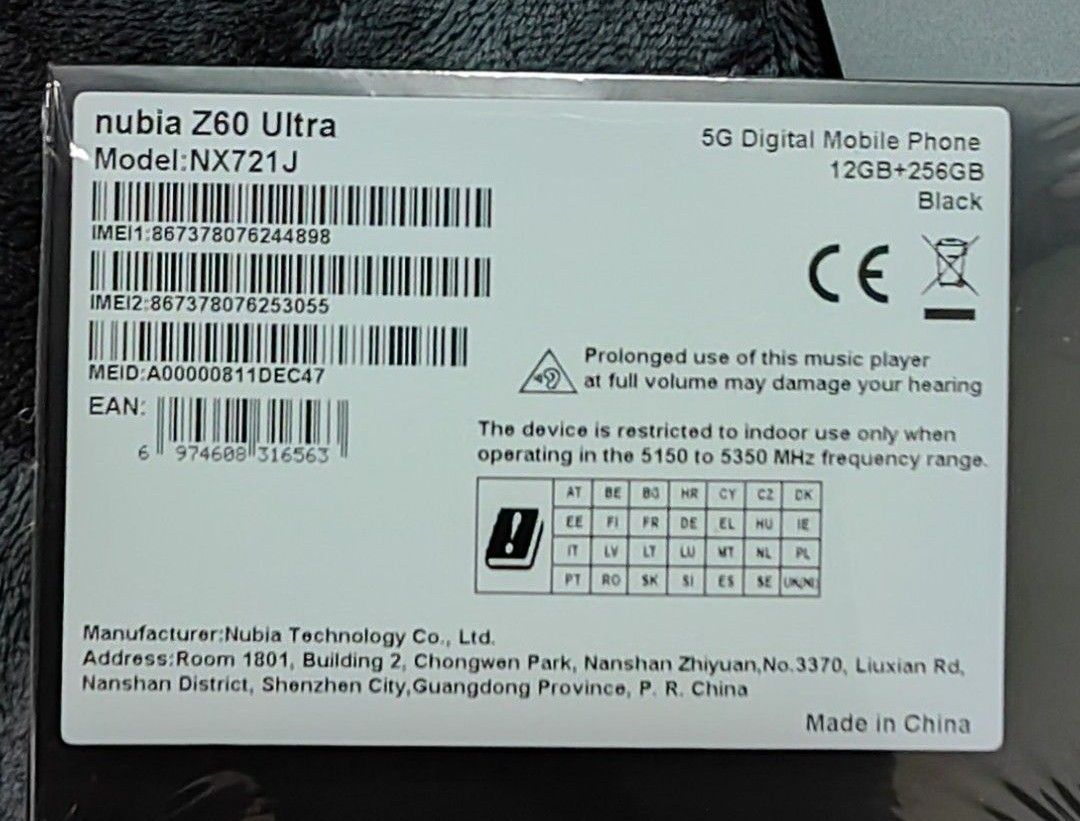 nubia Z60 Ultra
Model:NX721J
5G Digital Mobile Phone
12GB+256GB
Black
IMEI1:867378076244898
IMEI2:867378076253055
MEID:A00000811DEC47
EAN:
6 974608 316563
CE
Prolonged use of this music player
at full volume may damage your hearing
The device is restricted to indoor use only when
operating in the 5150 to 5350 MHz frequency range.
AT BE BG HR CY CZ DK
EE FI FR DE EL HU IE
IT LV LT LU MT NL PL
PT RO SK SI ES SE UK(NI)
Manufacturer:Nubia Technology Co., Ltd.
Address:Room 1801, Building 2, Chongwen Park, Nanshan Zhiyuan,No.3370, Liuxian Rd,
Nanshan District, Shenzhen City,Guangdong Province, P. R. China
Made in China